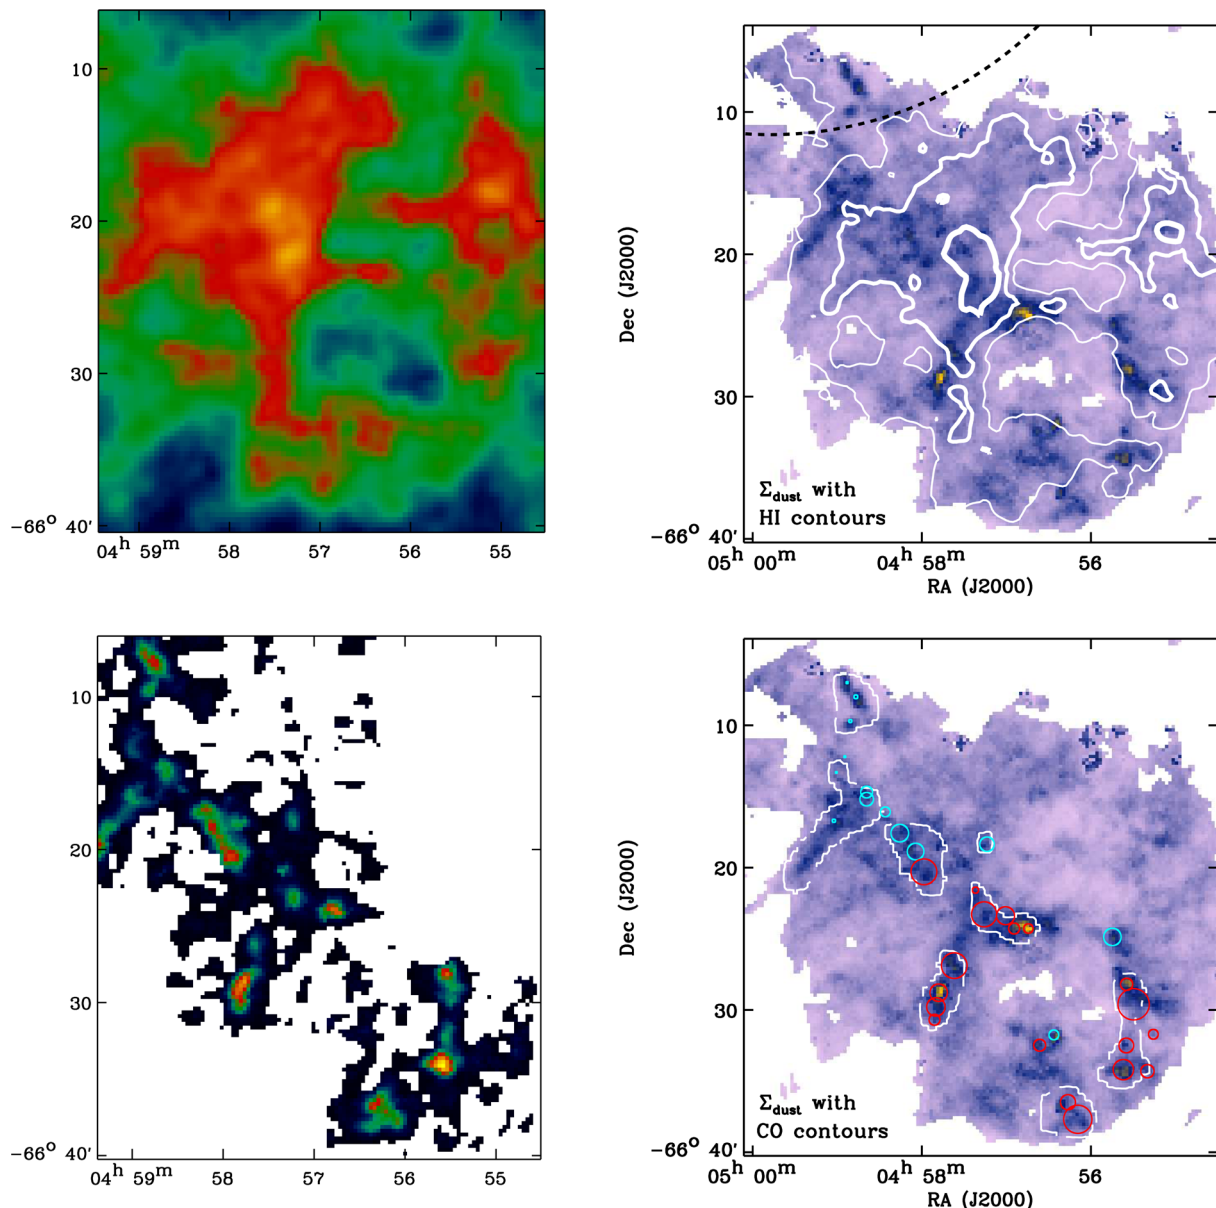 10
20
30
−66° 40′
04ʰ 59ᵐ 58 57 56 55
Dec (J2000)
10
20
30
−66° 40′
Σdust with
HI contours
05ʰ 00ᵐ 04ʰ 58ᵐ 56
RA (J2000)
10
20
30
−66° 40′
04ʰ 59ᵐ 58 57 56 55
Dec (J2000)
10
20
30
−66° 40′
Σdust with
CO contours
05ʰ 00ᵐ 04ʰ 58ᵐ 56
RA (J2000)